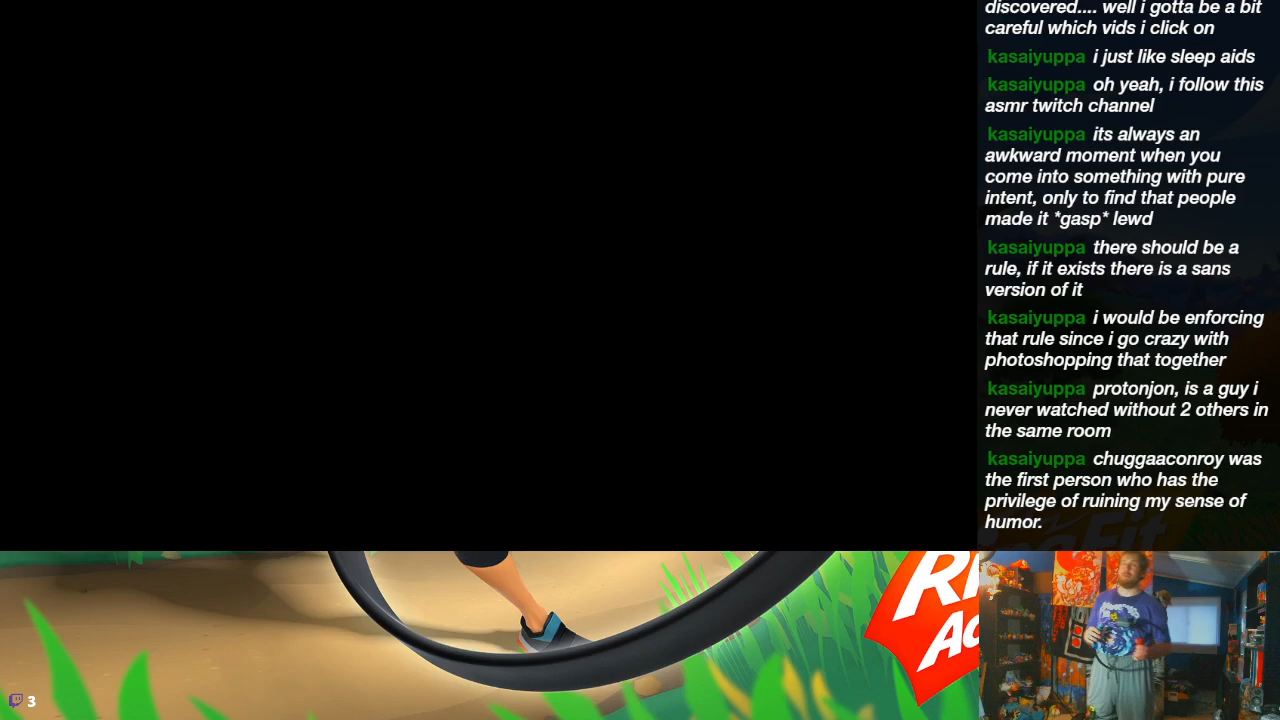 discovered.... well i gotta be a bit
careful which vids i click on
kasaiyuppa i just like sleep aids
kasaiyuppa oh yeah, i follow this
asmr twitch channel
kasaiyuppa its always an
awkward moment when you
come into something with pure
intent, only to find that people
made it *gasp* lewd
kasaiyuppa there should be a
rule, if it exists there is a sans
version of it
kasaiyuppa i would be enforcing
that rule since i go crazy with
photoshopping that together
kasaiyuppa protonjon, is a guy i
never watched without 2 others in
the same room
kasaiyuppa chuggaaconroy was
the first person who has the
privilege of ruining my sense of
humor.
3